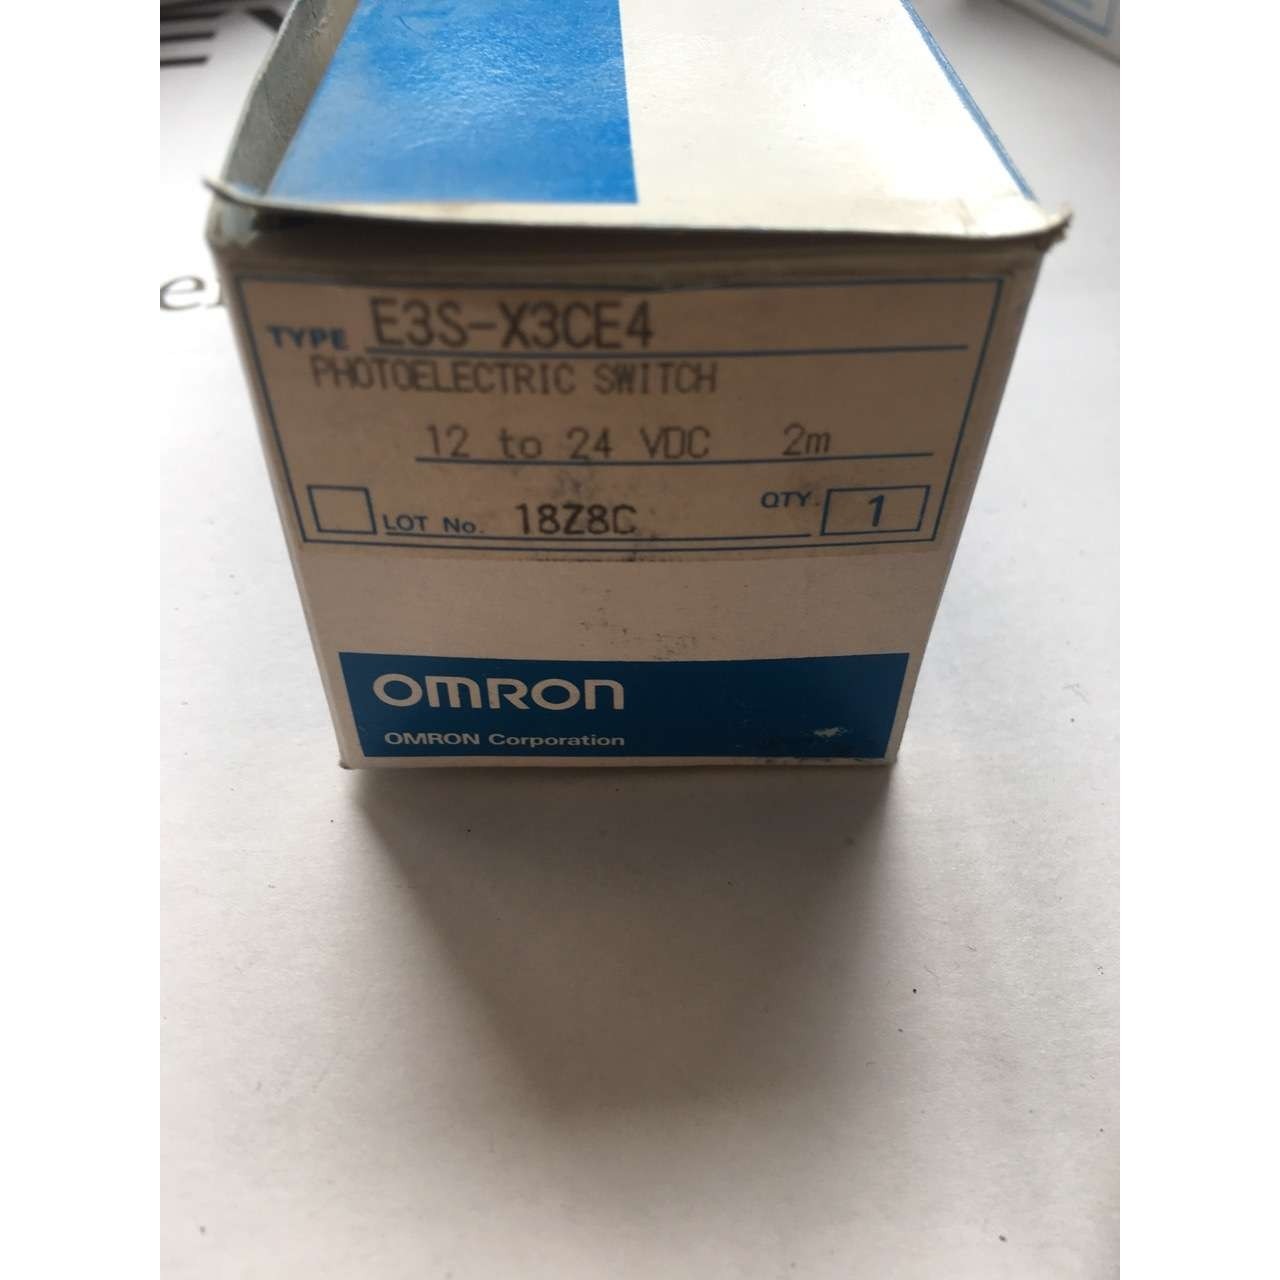 TYPE E3S-X3CE4
PHOTOELECTRIC SWITCH
12 to 24 VDC 2m
LOT No. 18Z8C QTY. 1
OMRON
OMRON Corporation